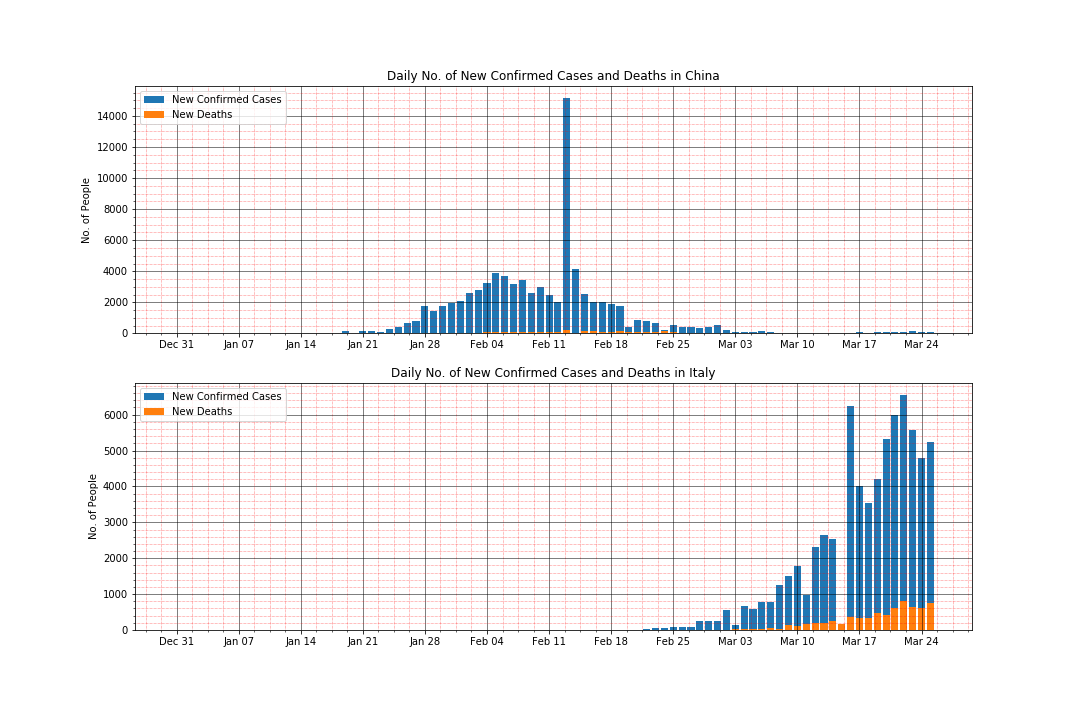 Daily No. of New Confirmed Cases and Deaths in China
New Confirmed Cases
New Deaths
No. of People
14000
12000
10000
8000
6000
4000
2000
0
Dec 31 Jan 07 Jan 14 Jan 21 Jan 28 Feb 04 Feb 11 Feb 18 Feb 25 Mar 03 Mar 10 Mar 17 Mar 24
Daily No. of New Confirmed Cases and Deaths in Italy
New Confirmed Cases
New Deaths
No. of People
6000
5000
4000
3000
2000
1000
0
Dec 31 Jan 07 Jan 14 Jan 21 Jan 28 Feb 04 Feb 11 Feb 18 Feb 25 Mar 03 Mar 10 Mar 17 Mar 24